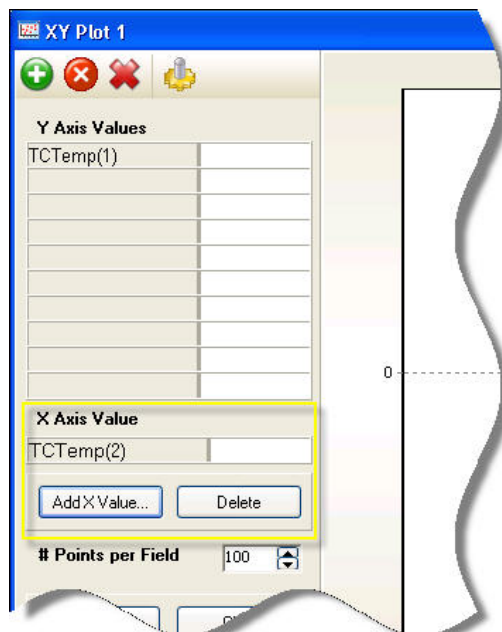 XY Plot 1
Y Axis Values
TCTemp(1)
0
X Axis Value
TCTemp(2)
Add X Value...
Delete
# Points per Field
100